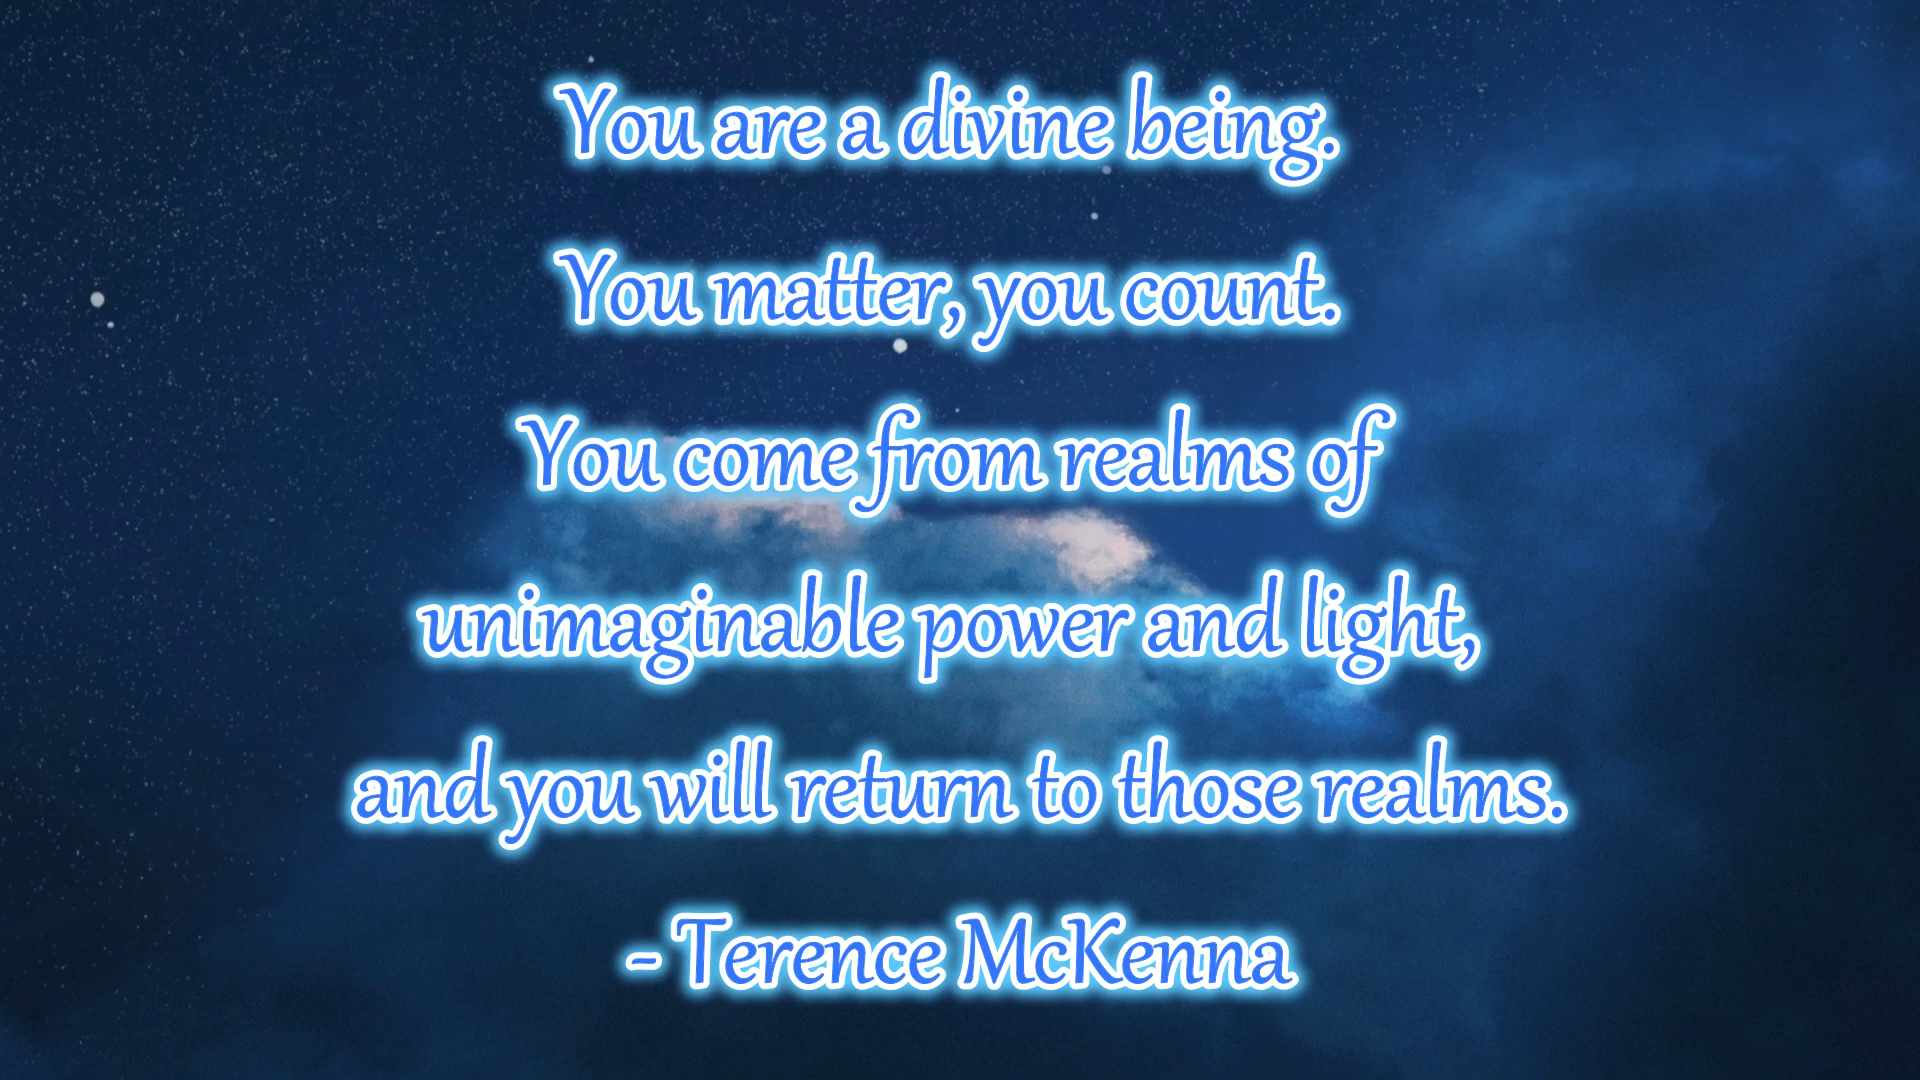 You are a divine being.
You matter, you count.
You come from realms of
unimaginable power and light,
and you will return to those realms.
- Terence McKenna